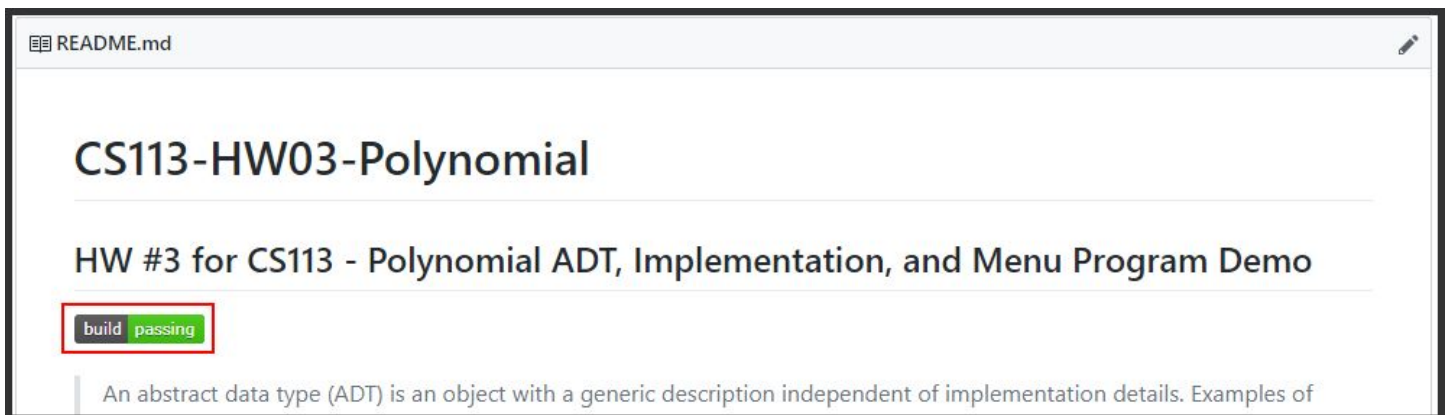 README.md
CS113-HW03-Polynomial
HW #3 for CS113 - Polynomial ADT, Implementation, and Menu Program Demo
build passing
An abstract data type (ADT) is an object with a generic description independent of implementation details. Examples of